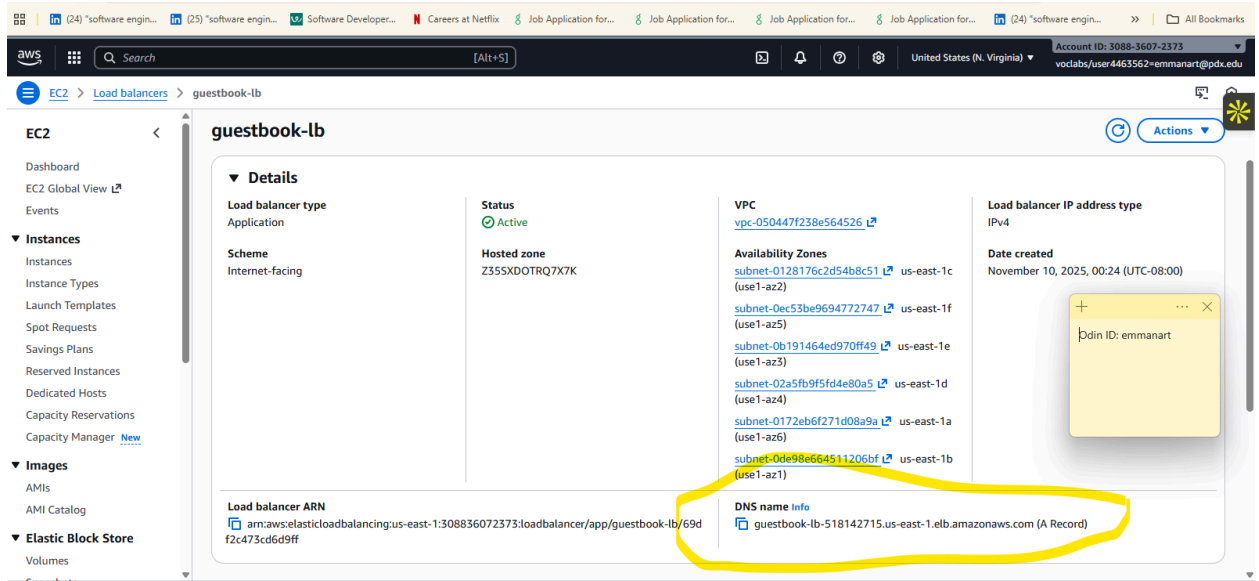 (24) "software engin...
(25) "software engin...
Software Developer...
Careers at Netflix
Job Application for...
Job Application for...
Job Application for...
Job Application for...
(24) "software engin...
All Bookmarks
aws
Search
[Alt+S]
United States (N. Virginia)
Account ID: 3088-3607-2373
voclabs/user4463562=emmanart@pdx.edu
EC2 > Load balancers > guestbook-lb
EC2
Dashboard
EC2 Global View
Events
Instances
Instances
Instance Types
Launch Templates
Spot Requests
Savings Plans
Reserved Instances
Dedicated Hosts
Capacity Reservations
Capacity Manager New
Images
AMIs
AMI Catalog
Elastic Block Store
Volumes
guestbook-lb
Actions
Details
Load balancer type
Application
Status
Active
VPC
vpc-050447f238e564526
Load balancer IP address type
IPv4
Scheme
Internet-facing
Hosted zone
Z35SXDOTRQ7X7K
Availability Zones
subnet-0128176c2d54b8c51 us-east-1c
(use1-az2)
subnet-0ec53be9694772747 us-east-1f
(use1-az5)
subnet-0b191464ed970ff49 us-east-1e
(use1-az3)
subnet-02a5fb9f5fd4e80a5 us-east-1d
(use1-az4)
subnet-0172eb6f271d08a9a us-east-1a
(use1-az6)
subnet-0de98e664511206bf us-east-1b
(use1-az1)
Date created
November 10, 2025, 00:24 (UTC-08:00)
Odin ID: emmanart
Load balancer ARN
arn:aws:elasticloadbalancing:us-east-1:308836072373:loadbalancer/app/guestbook-lb/69d
f2c473cd6d9ff
DNS name Info
guestbook-lb-518142715.us-east-1.elb.amazonaws.com (A Record)